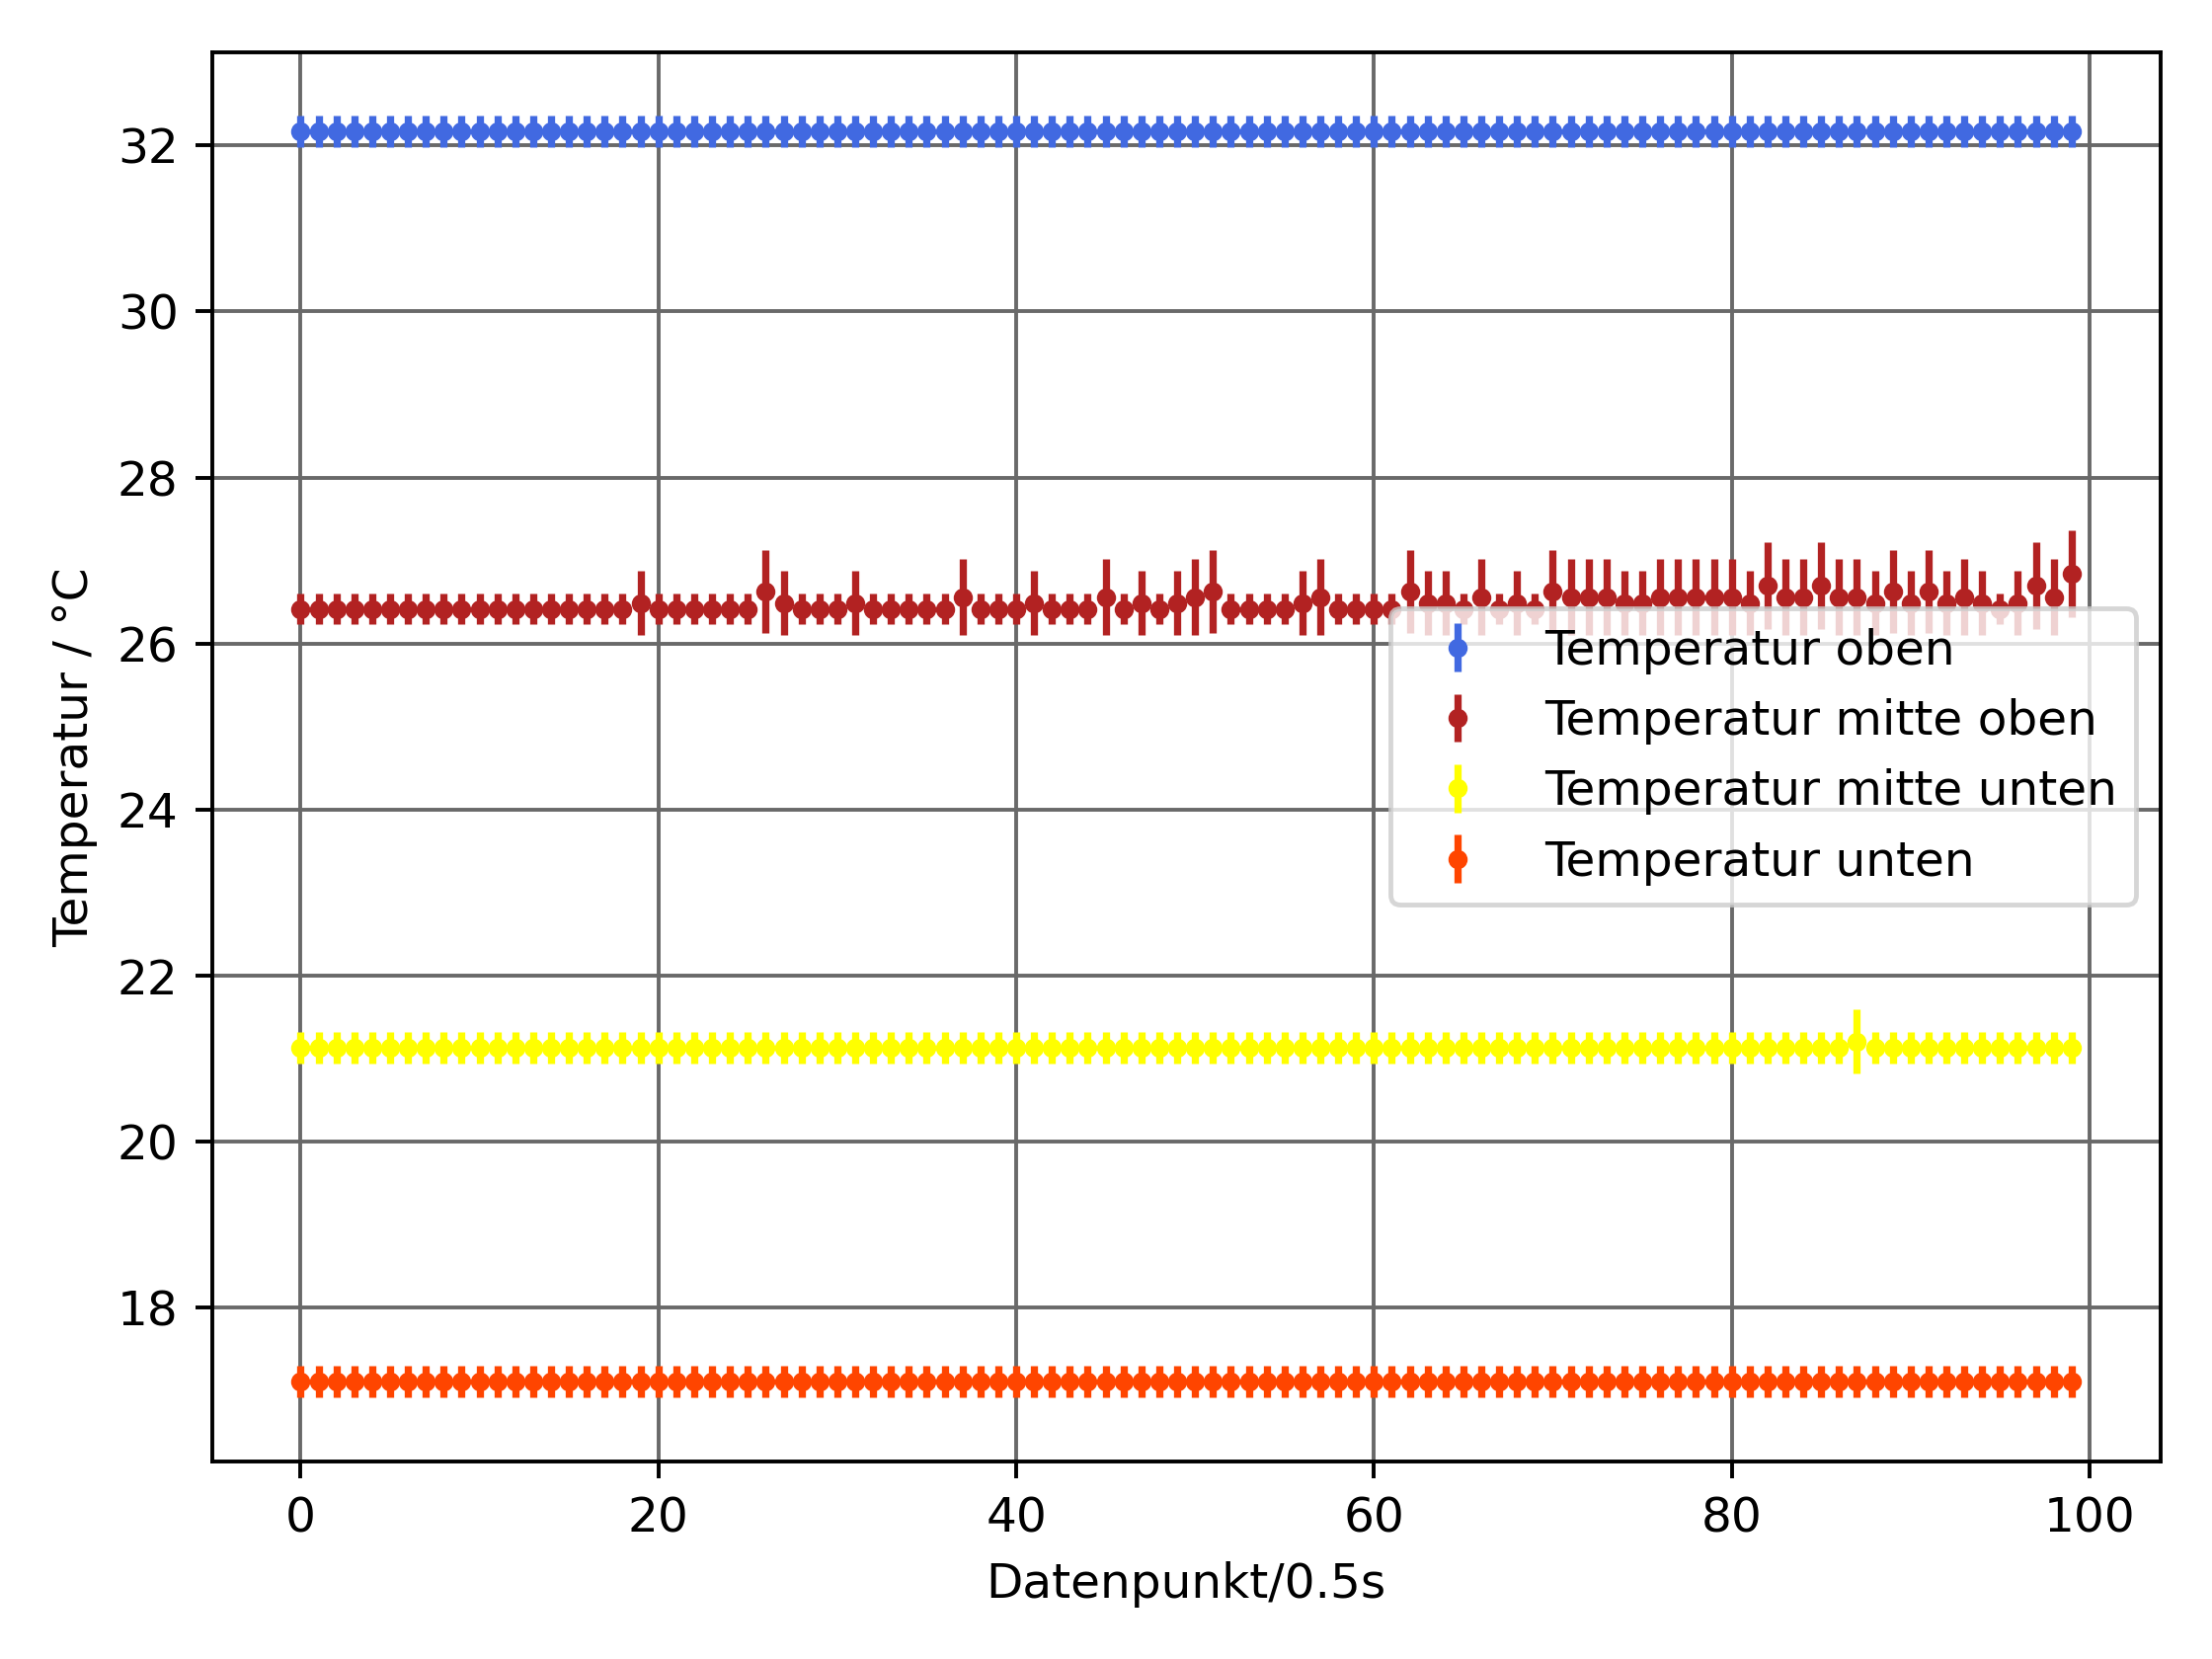 32
30
28
26
24
22
20
18
Temperatur / °C
Temperatur oben
Temperatur mitte oben
Temperatur mitte unten
Temperatur unten
0 20 40 60 80 100
Datenpunkt/0.5s